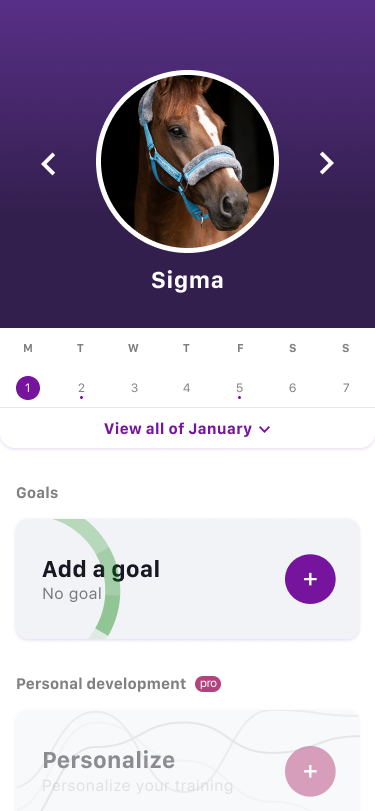 Sigma
M T W T F S S
1 2 3 4 5 6 7
View all of January
Goals
Add a goal
No goal
Personal development pro
Personalize
Personalize your training